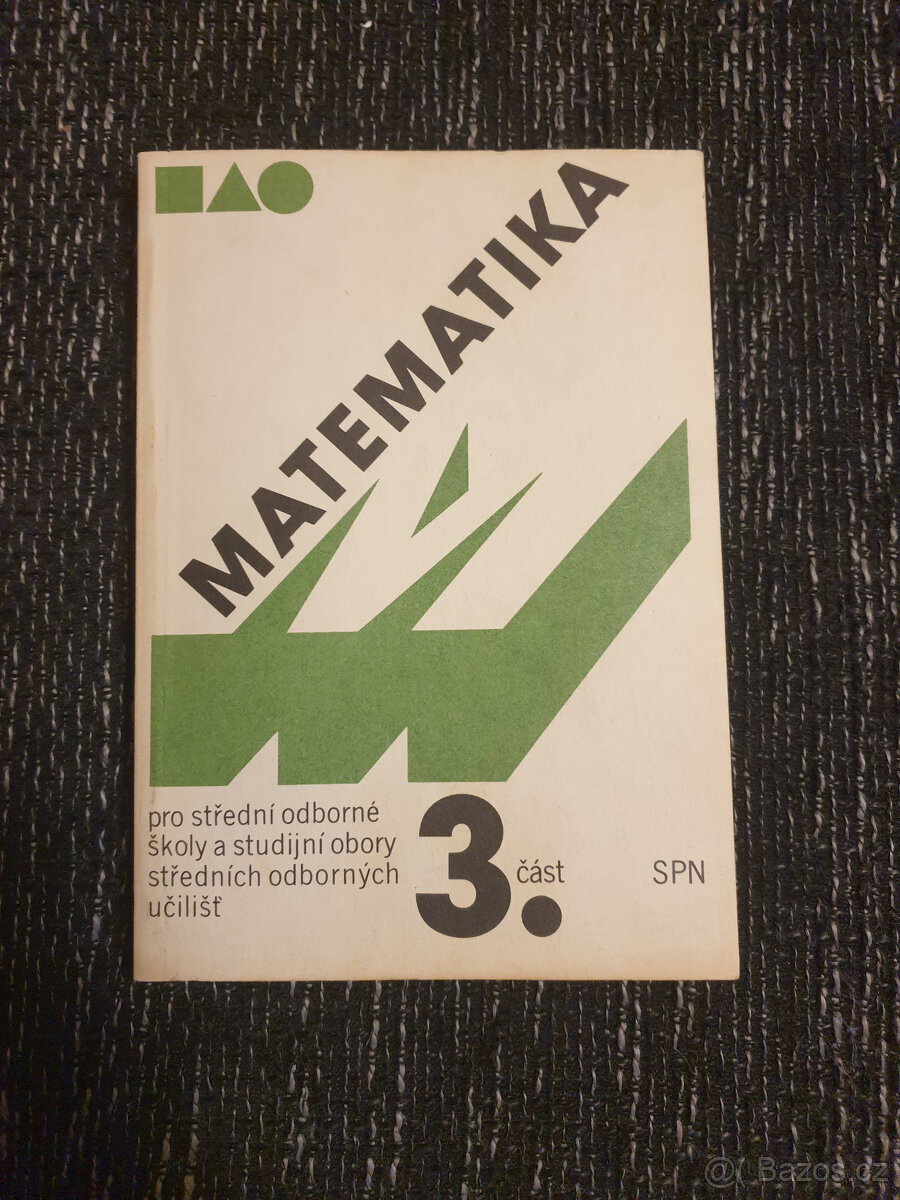 MATEMATIKA
pro střední odborné
školy a studijní obory
středních odborných
učilišť
3. část
SPN
@ Bazos.cz